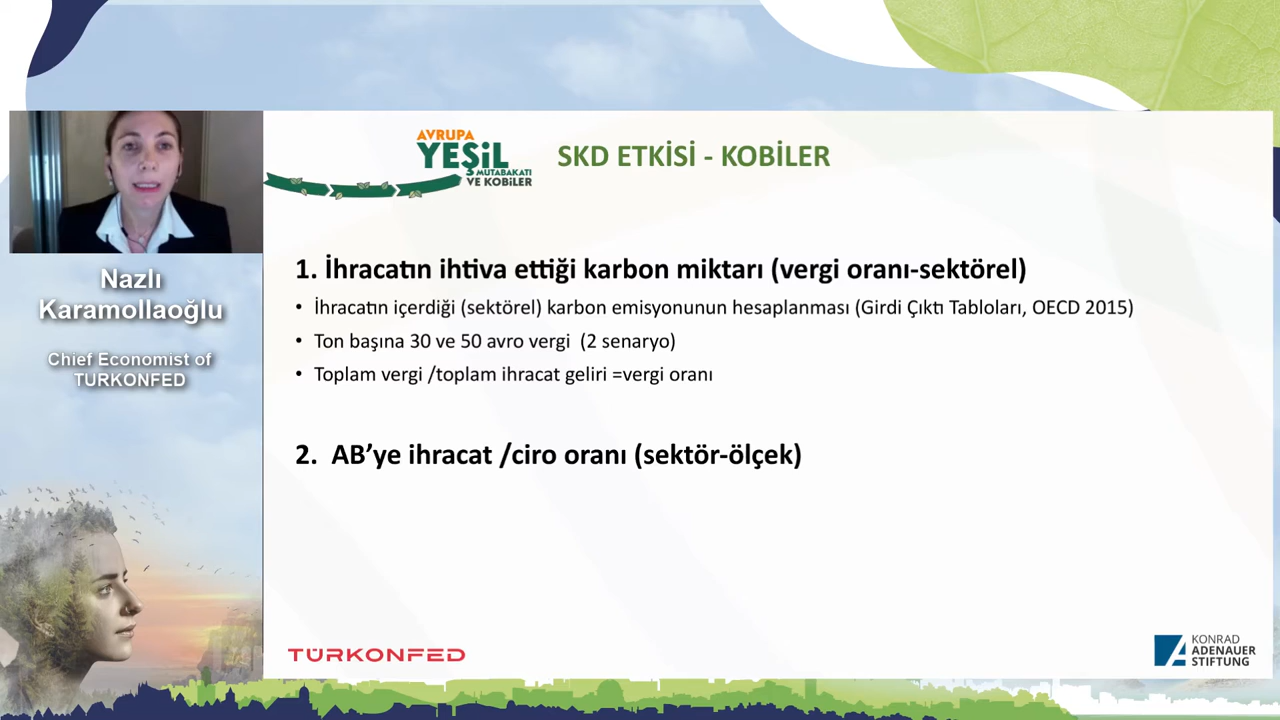 AVRUPA
YEŞİL
MUTABAKATI
VE KOBİLER
SKD ETKİSİ - KOBİLER
Nazlı
Karamollaoğlu
Chief Economist of
TURKONFED
1. İhracatın ihtiva ettiği karbon miktarı (vergi oranı-sektörel)
• İhracatın içerdiği (sektörel) karbon emisyonunun hesaplanması (Girdi Çıktı Tabloları, OECD 2015)
• Ton başına 30 ve 50 avro vergi (2 senaryo)
• Toplam vergi /toplam ihracat geliri =vergi oranı
2. AB’ye ihracat /ciro oranı (sektör-ölçek)
TÜRKONFED
KONRAD
ADENAUER
STIFTUNG